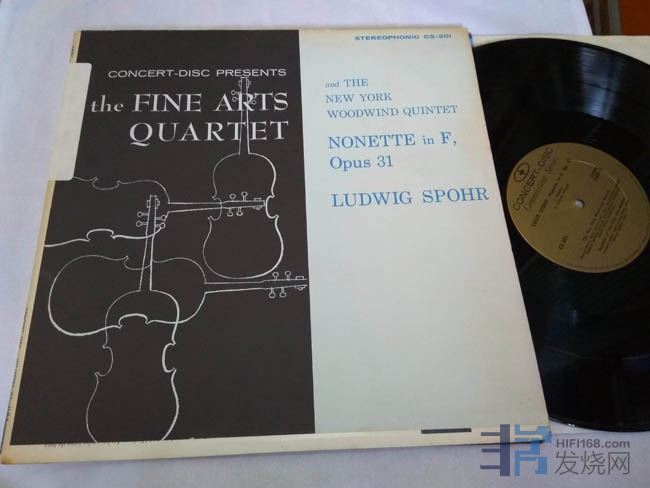 STEREOPHONIC CS-201
CONCERT-DISC PRESENTS
the FINE ARTS
QUARTET
and THE
NEW YORK
WOODWIND QUINTET
NONETTE in F,
Opus 31
LUDWIG SPOHR
CONCERT-DISC
HIFI168.com
发烧网